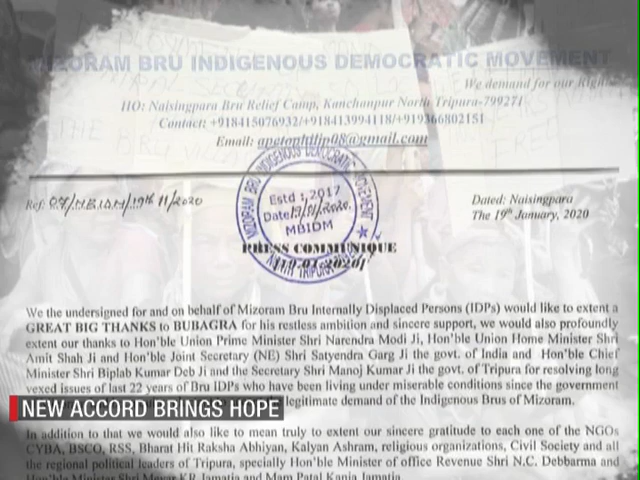 MIZORAM BRU INDIGENOUS DEMOCRATIC MOVEMENT
We demand for our Rights
HO: Naisingpara Bru Relief Camp, Kanchanpur North Tripura-799271
Contact: +918415076932/+918413994118/+919366802151
Email: apetophilip08@gmail.com
Dated: Naisingpara
The 19th January, 2020
MIZORAM BRU INDIGENOUS DEMOCRATIC MOVEMENT
Estd : 2017
Date
MBIDM
PRESS COMMUNIQUE
We the undersigned for and on behalf of Mizoram Bru Internally Displaced Persons (IDPs) would like to extent a
GREAT BIG THANKS to BUBAGRA for his restless ambition and sincere support, we would also profoundly
extent our thanks to Hon'ble Union Prime Minister Shri Narendra Modi Ji, Hon'ble Union Home Minister Shri
Amit Shah Ji and Hon'ble Joint Secretary (NE) Shri Satyendra Garg Ji the govt. of India and Hon'ble Chief
Minister Shri Biplab Kumar Deb Ji and the Secretary Shri Manoj Kumar Ji the govt. of Tripura for resolving long
vexed issues of last 22 years of Bru IDPs who have been living under miserable conditions since the government
legitimate demand of the Indigenous Brus of Mizoram.
NEW ACCORD BRINGS HOPE
In addition to that we would also like to mean truly to extent our sincere gratitude to each one of the NGOs
CYBA, BSCO, RSS, Bharat Hit Raksha Abhiyan, Kalyan Ashram, religious organizations, Civil Society and all
the regional political leaders of Tripura, specially Hon'ble Minister of office Revenue Shri N.C. Debbarma and